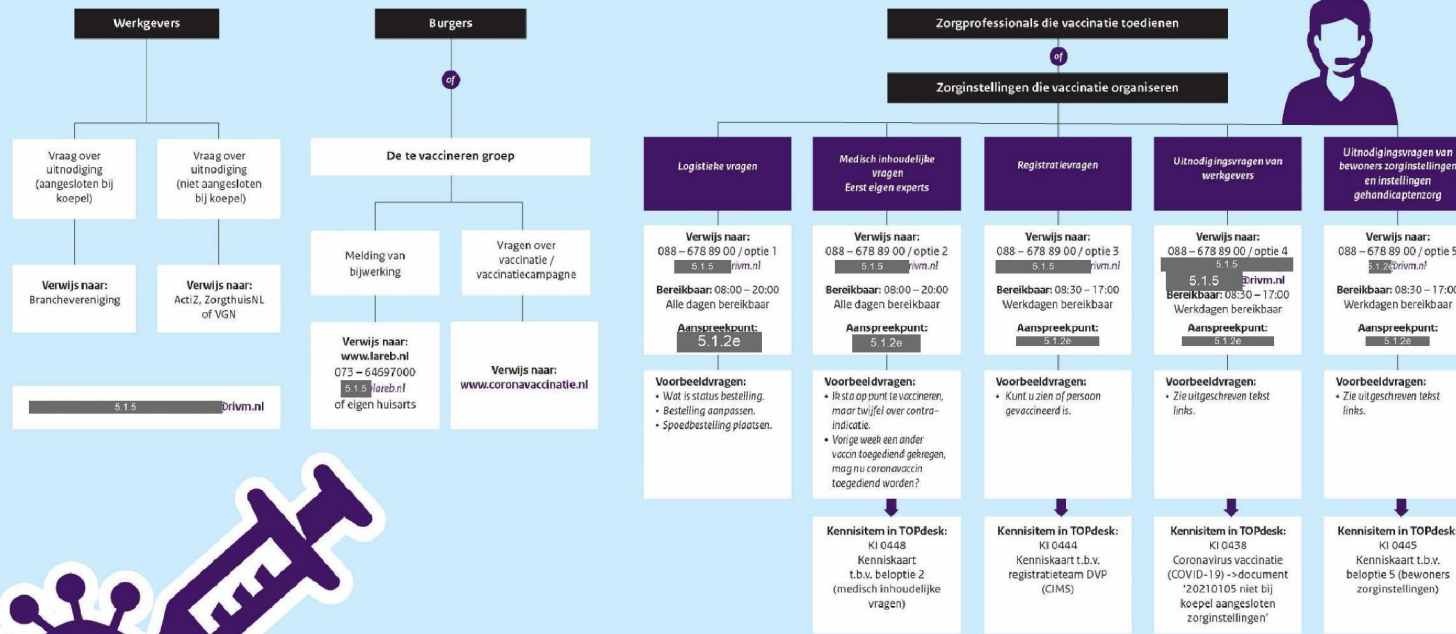 Werkgevers
Vraag over
uitnodiging
(aangesloten bij
koepel)
Verwijs naar:
Branchevereniging
Vraag over
uitnodiging
(niet aangesloten
bij koepel)
Verwijs naar:
ActiZ, ZorgthuisNL
of VGN
5.1.5 @rivm.nl
Burgers
of
De te vaccineren groep
Melding van
bijwerking
Verwijs naar:
www.lareb.nl
073 – 64697000
5.1.5 lareb.nl
of eigen huisarts
Vragen over
vaccinatie /
vaccinatiecampagne
Verwijs naar:
www.coronavaccinatie.nl
Zorgprofessionals die vaccinatie toedienen
of
Zorginstellingen die vaccinatie organiseren
Logistieke vragen
Verwijs naar:
088 – 678 89 00 / optie 1
5.1.5 rivm.nl
Bereikbaar: 08:00 – 20:00
Alle dagen bereikbaar
Aanspreekpunt:
5.1.2e
Voorbeeldvragen:
• Wat is status bestelling.
• Bestelling aanpassen.
• Spoedbestelling plaatsen.
Medisch inhoudelijke
vragen
Eerst eigen experts
Verwijs naar:
088 – 678 89 00 / optie 2
5.1.5 rivm.nl
Bereikbaar: 08:00 – 20:00
Alle dagen bereikbaar
Aanspreekpunt:
5.1.2e
Voorbeeldvragen:
• Ik sta op punt te vaccineren,
maar twijfel over contra-
indicatie.
• Vorige week een ander
vaccin toegediend gekregen,
mag nu coronavaccin
toegediend worden?
Kennisitem in TOPdesk:
KI 0448
Kenniskaart
t.b.v. beloptie 2
(medisch inhoudelijke
vragen)
Registratievragen
Verwijs naar:
088 – 678 89 00 / optie 3
5.1.5 rivm.nl
Bereikbaar: 08:30 – 17:00
Werkdagen bereikbaar
Aanspreekpunt:
5.1.2e
Voorbeeldvragen:
• Kunt u zien of persoon
gevaccineerd is.
Kennisitem in TOPdesk:
KI 0444
Kenniskaart t.b.v.
registratieteam DVP
(CIMS)
Uitnodigingsvragen van
werkgevers
Verwijs naar:
088 – 678 89 00 / optie 4
5.1.5
5.1.5 @rivm.nl
Bereikbaar: 08:30 – 17:00
Werkdagen bereikbaar
Aanspreekpunt:
5.1.2e
Voorbeeldvragen:
• Zie uitgeschreven tekst
links.
Kennisitem in TOPdesk:
KI 0438
Coronavirus vaccinatie
(COVID-19) ->document
'20210105 niet bij
koepel aangesloten
zorginstellingen'
Uitnodigingsvragen van
bewoners zorginstellingen
en instellingen
gehandicaptenzorg
Verwijs naar:
088 – 678 89 00 / optie 5
5.1.2e @rivm.nl
Bereikbaar: 08:30 – 17:00
Werkdagen bereikbaar
Aanspreekpunt:
5.1.2e
Voorbeeldvragen:
• Zie uitgeschreven tekst
links.
Kennisitem in TOPdesk:
KI 0445
Kenniskaart t.b.v.
beloptie 5 (bewoners
zorginstellingen)